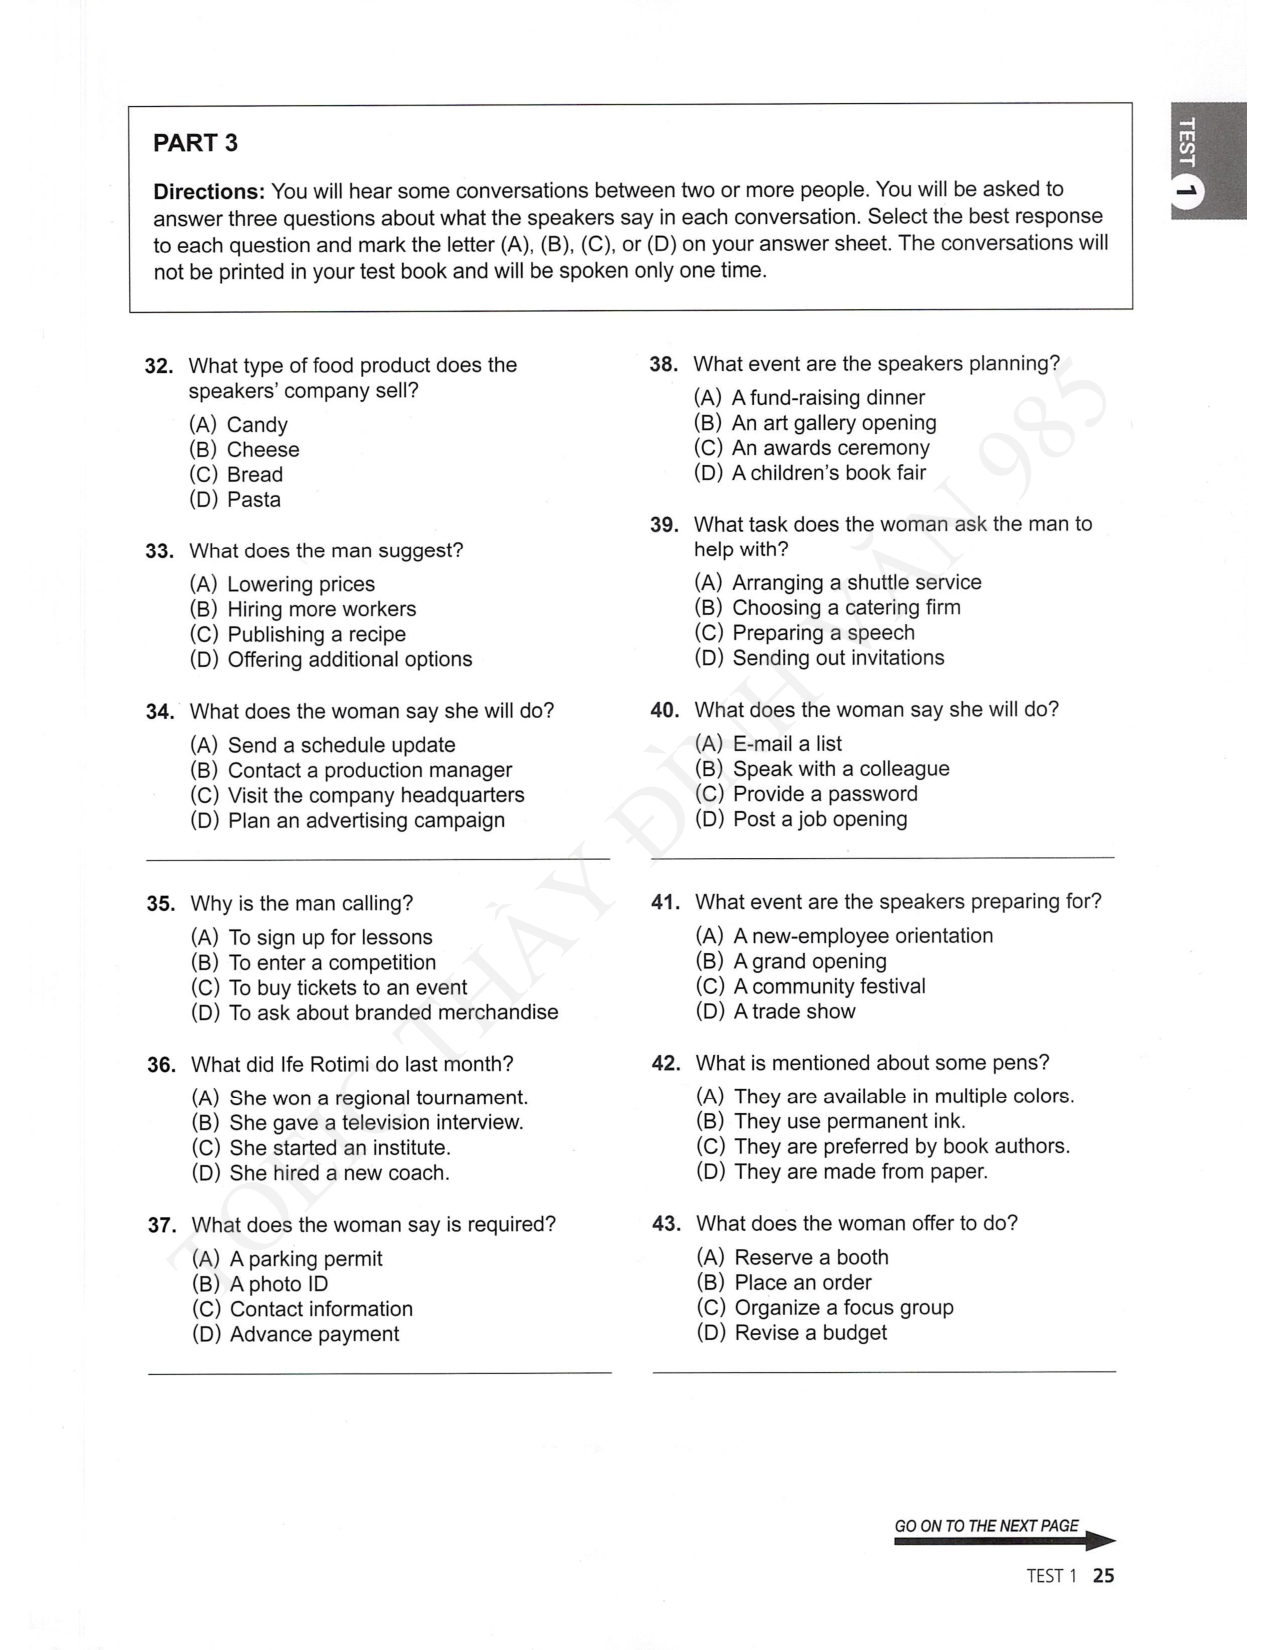 TEST 1
PART 3
Directions: You will hear some conversations between two or more people. You will be asked to
answer three questions about what the speakers say in each conversation. Select the best response
to each question and mark the letter (A), (B), (C), or (D) on your answer sheet. The conversations will
not be printed in your test book and will be spoken only one time.
32. What type of food product does the
speakers' company sell?
(A) Candy
(B) Cheese
(C) Bread
(D) Pasta
33. What does the man suggest?
(A) Lowering prices
(B) Hiring more workers
(C) Publishing a recipe
(D) Offering additional options
34. What does the woman say she will do?
(A) Send a schedule update
(B) Contact a production manager
(C) Visit the company headquarters
(D) Plan an advertising campaign
35. Why is the man calling?
(A) To sign up for lessons
(B) To enter a competition
(C) To buy tickets to an event
(D) To ask about branded merchandise
36. What did Ife Rotimi do last month?
(A) She won a regional tournament.
(B) She gave a television interview.
(C) She started an institute.
(D) She hired a new coach.
37. What does the woman say is required?
(A) A parking permit
(B) A photo ID
(C) Contact information
(D) Advance payment
38. What event are the speakers planning?
(A) A fund-raising dinner
(B) An art gallery opening
(C) An awards ceremony
(D) A children's book fair
39. What task does the woman ask the man to
help with?
(A) Arranging a shuttle service
(B) Choosing a catering firm
(C) Preparing a speech
(D) Sending out invitations
40. What does the woman say she will do?
(A) E-mail a list
(B) Speak with a colleague
(C) Provide a password
(D) Post a job opening
41. What event are the speakers preparing for?
(A) A new-employee orientation
(B) A grand opening
(C) A community festival
(D) A trade show
42. What is mentioned about some pens?
(A) They are available in multiple colors.
(B) They use permanent ink.
(C) They are preferred by book authors.
(D) They are made from paper.
43. What does the woman offer to do?
(A) Reserve a booth
(B) Place an order
(C) Organize a focus group
(D) Revise a budget
TOEIC THẦY ĐÌNH VĂN 985
GO ON TO THE NEXT PAGE
TEST 1 25